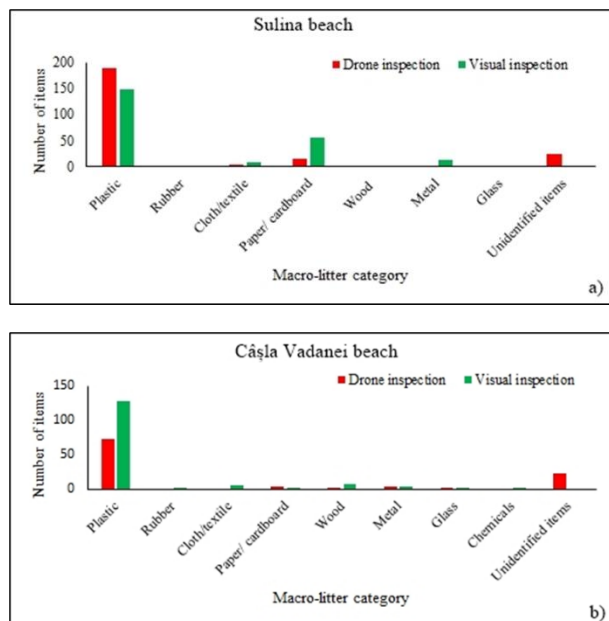 Sulina beach
Drone inspection Visual inspection
Number of items
200
150
100
50
0
Plastic
Rubber
Cloth/textile
Paper/ cardboard
Wood
Metal
Glass
Unidentified items
Macro-litter category
a)
Câșla Vadanei beach
Drone inspection Visual inspection
Number of items
150
100
50
0
Plastic
Rubber
Cloth/textile
Paper/ cardboard
Wood
Metal
Glass
Chemicals
Unidentified items
Macro-litter category
b)